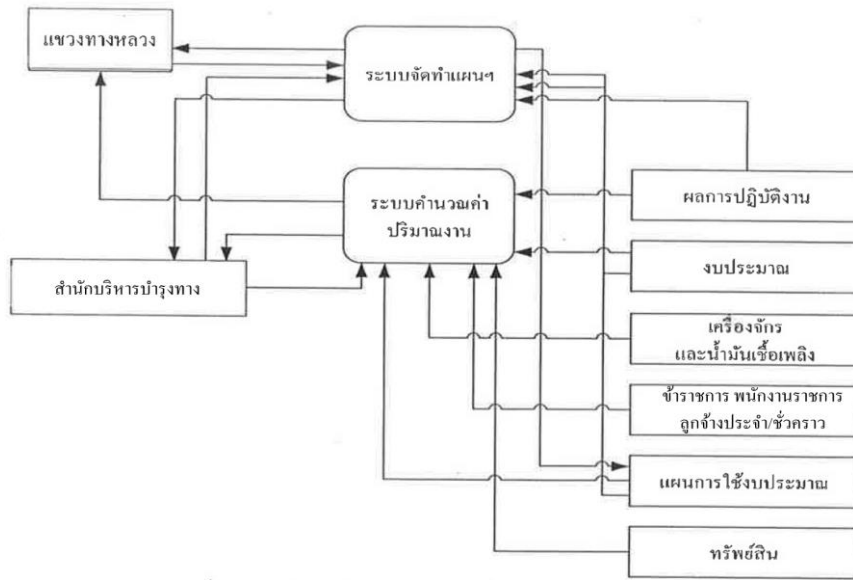 แขวงทางหลวง
ระบบจัดทำแผนฯ
ระบบคำนวณค่า
ปริมาณงาน
สำนักบริหารบำรุงทาง
ผลการปฏิบัติงาน
งบประมาณ
เครื่องจักร
และน้ำมันเชื้อเพลิง
ข้าราชการ พนักงานราชการ
ลูกจ้างประจำ/ชั่วคราว
แผนการใช้งบประมาณ
ทรัพย์สิน